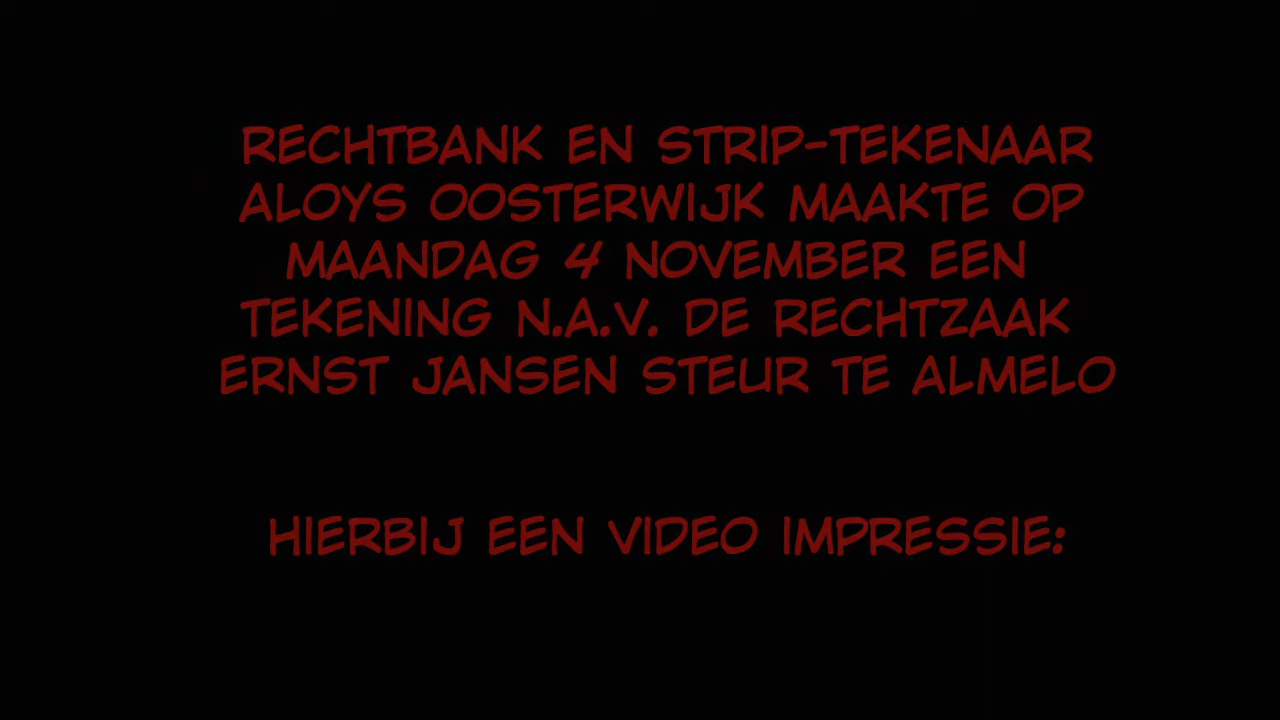 RECHTBANK EN STRIP-TEKENAAR
ALOYS OOSTERWIJK MAAKTE OP
MAANDAG 4 NOVEMBER EEN
TEKENING N.A.V. DE RECHTZAAK
ERNST JANSEN STEUR TE ALMELO
HIERBIJ EEN VIDEO IMPRESSIE: